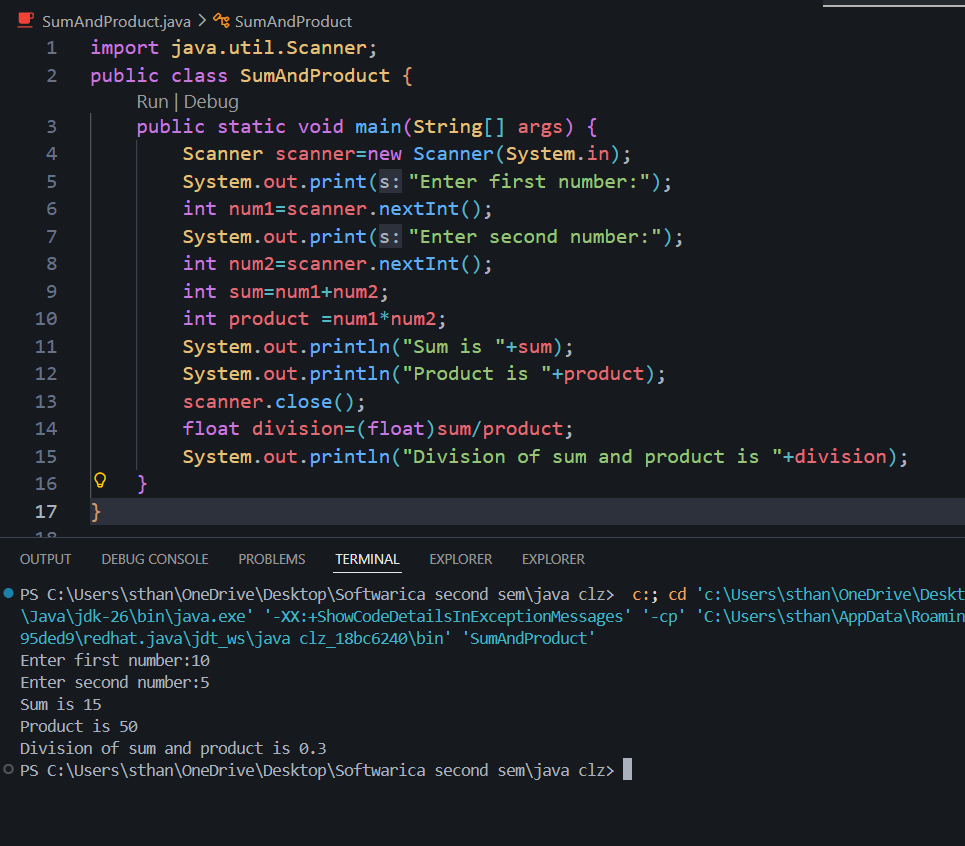 SumAndProduct.java > SumAndProduct
1 import java.util.Scanner;
2 public class SumAndProduct {
Run | Debug
3 public static void main(String[] args) {
4 Scanner scanner=new Scanner(System.in);
5 System.out.print(s: "Enter first number:");
6 int num1=scanner.nextInt();
7 System.out.print(s: "Enter second number:");
8 int num2=scanner.nextInt();
9 int sum=num1+num2;
10 int product =num1*num2;
11 System.out.println("Sum is "+sum);
12 System.out.println("Product is "+product);
13 scanner.close();
14 float division=(float)sum/product;
15 System.out.println("Division of sum and product is "+division);
16 }
17 }
18
OUTPUT DEBUG CONSOLE PROBLEMS TERMINAL EXPLORER EXPLORER
PS C:\Users\sthan\OneDrive\Desktop\Softwarica second sem\java clz> c:; cd 'c:\Users\sthan\OneDrive\Deskt
\Java\jdk-26\bin\java.exe' '-XX:+ShowCodeDetailsInExceptionMessages' '-cp' 'C:\Users\sthan\AppData\Roamin
95ded9\redhat.java\jdt_ws\java clz_18bc6240\bin' 'SumAndProduct'
Enter first number:10
Enter second number:5
Sum is 15
Product is 50
Division of sum and product is 0.3
PS C:\Users\sthan\OneDrive\Desktop\Softwarica second sem\java clz>